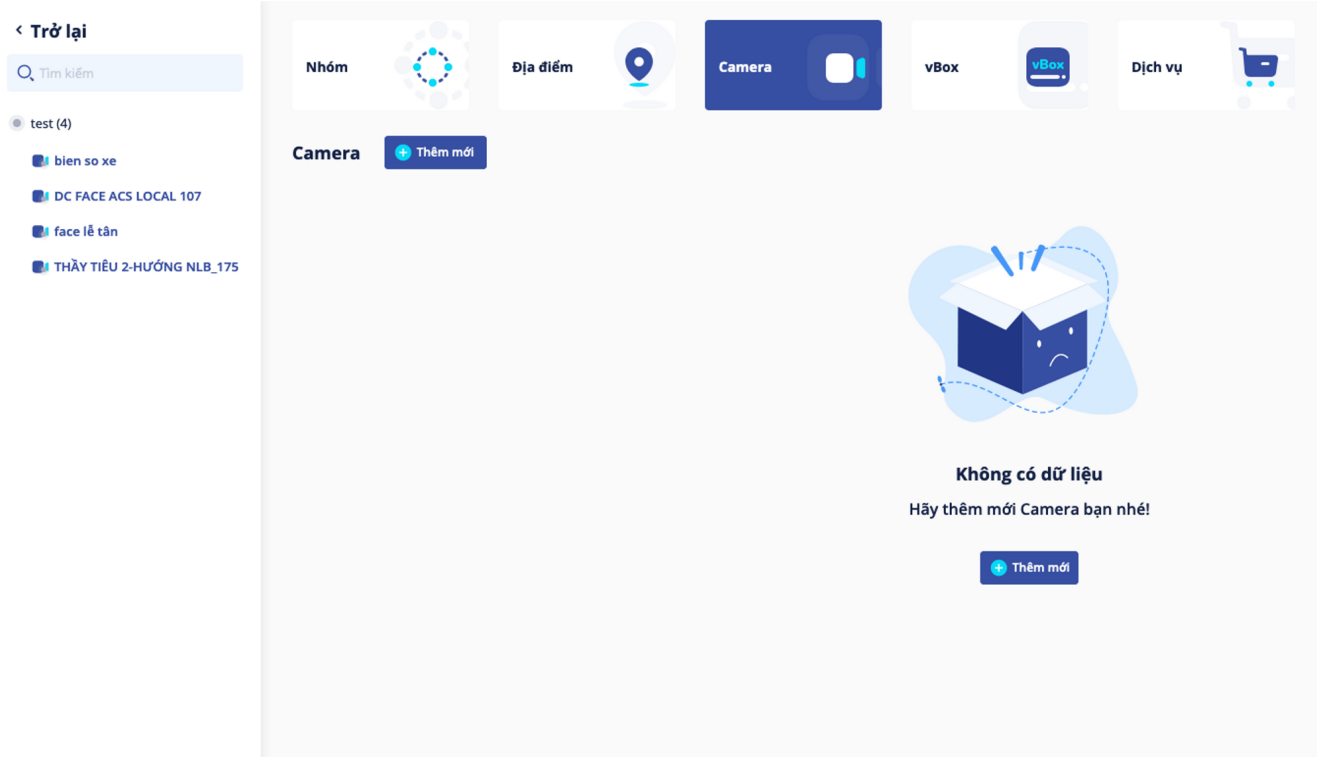 Trở lại
Tìm kiếm
test (4)
bien so xe
DC FACE ACS LOCAL 107
face lễ tân
THẦY TIÊU 2-HƯỚNG NLB_175
Nhóm
Địa điểm
Camera
vBox
vBox
Dịch vụ
Camera
Thêm mới
Không có dữ liệu
Hãy thêm mới Camera bạn nhé!
Thêm mới